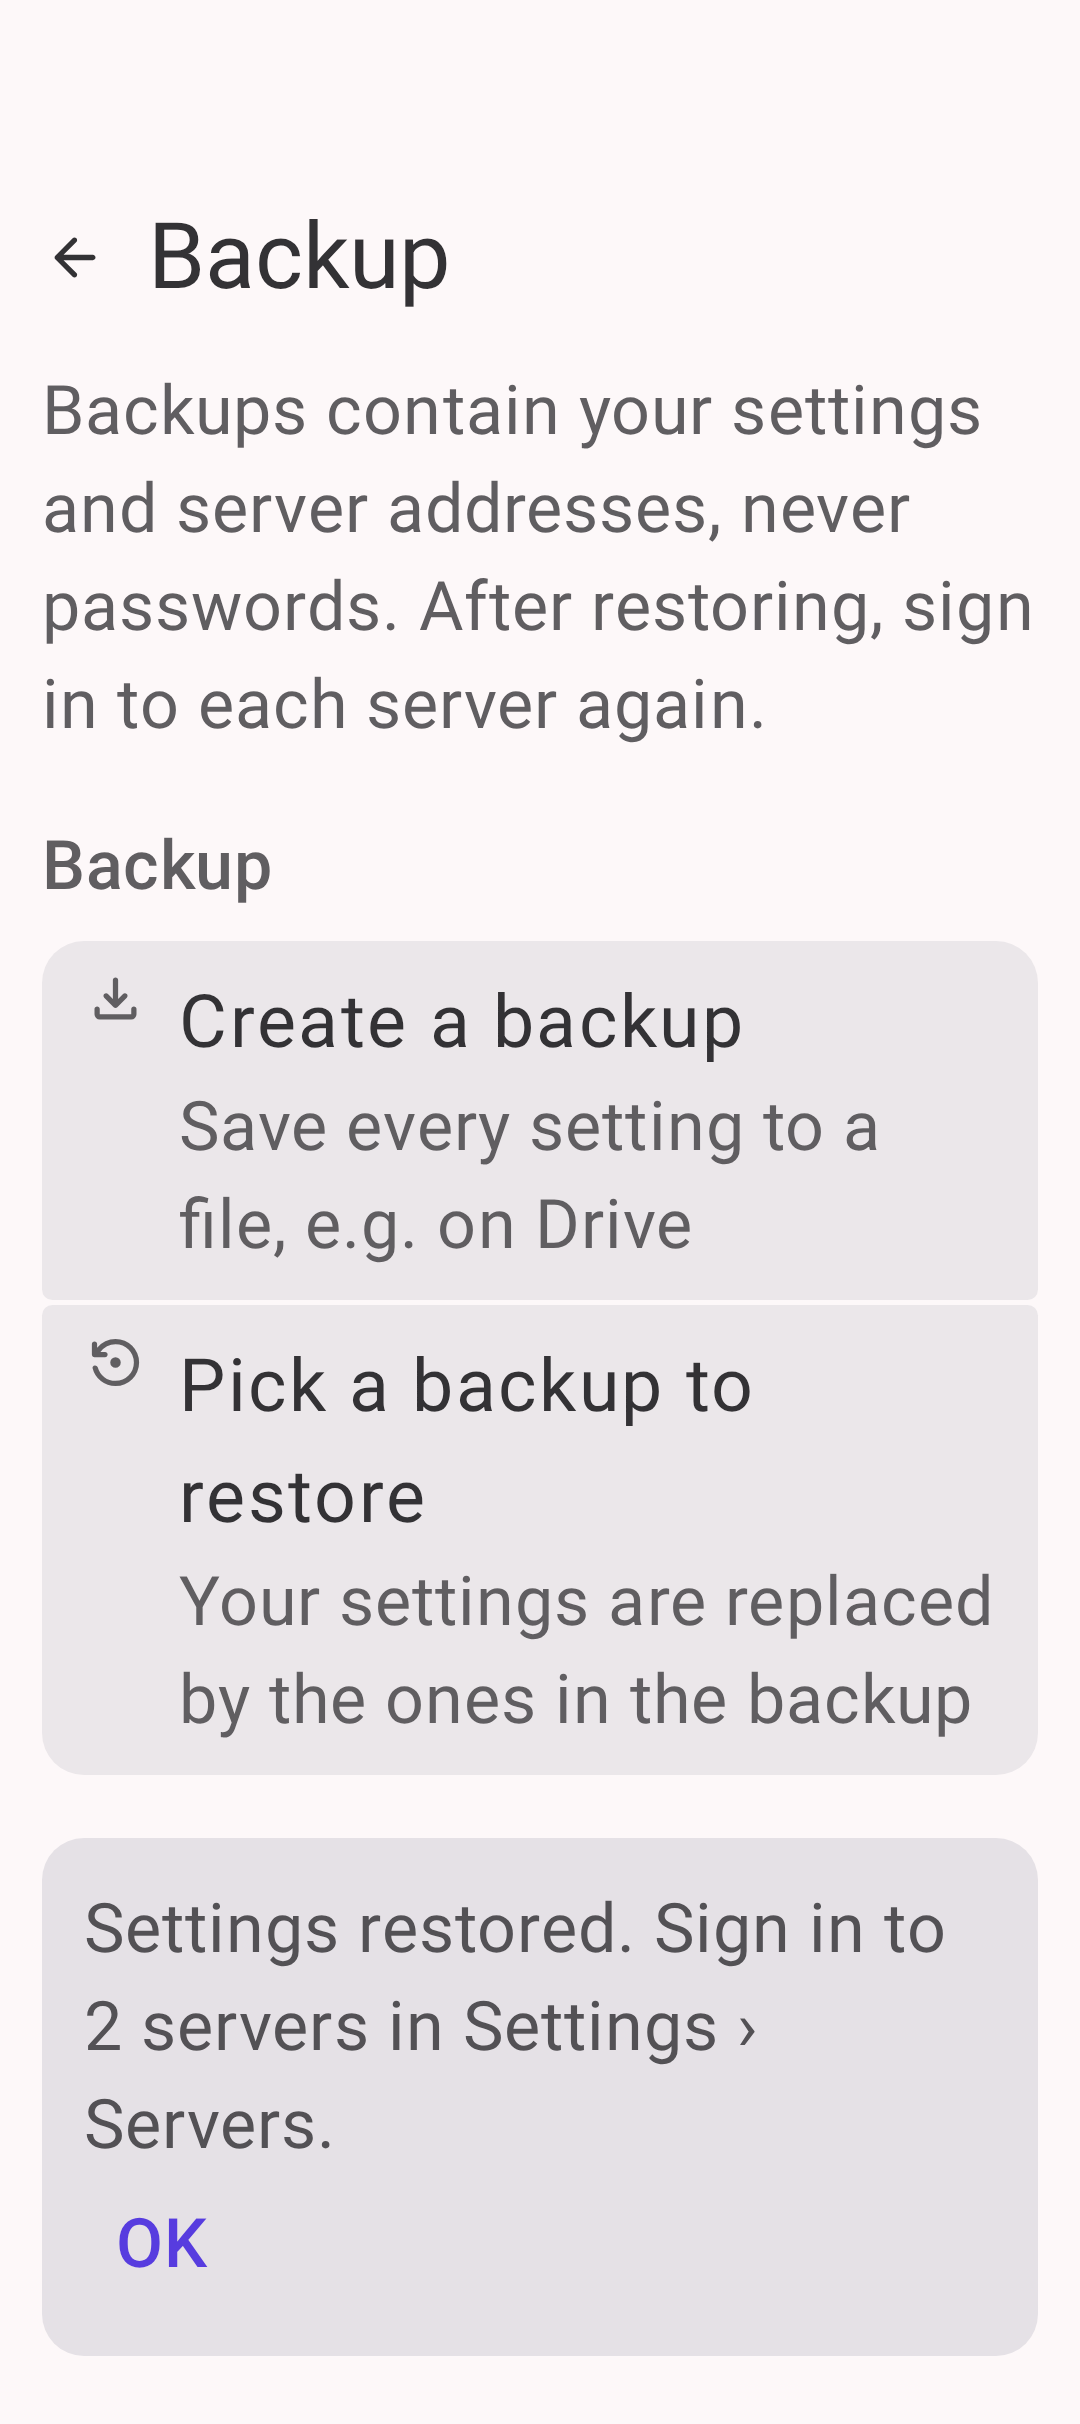 Backup
Backups contain your settings
and server addresses, never
passwords. After restoring, sign
in to each server again.
Backup
Create a backup
Save every setting to a
file, e.g. on Drive
Pick a backup to
restore
Your settings are replaced
by the ones in the backup
Settings restored. Sign in to
2 servers in Settings ›
Servers.
OK